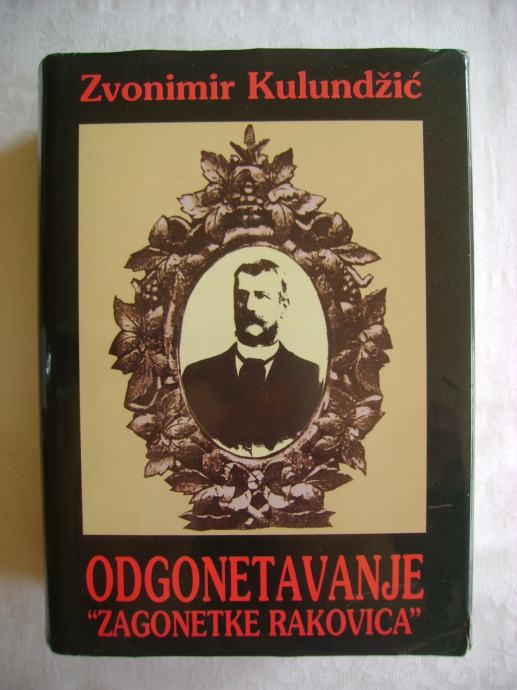 Zvonimir Kulundžić
ODGONETAVANJE
“ZAGONETKE RAKOVICA”